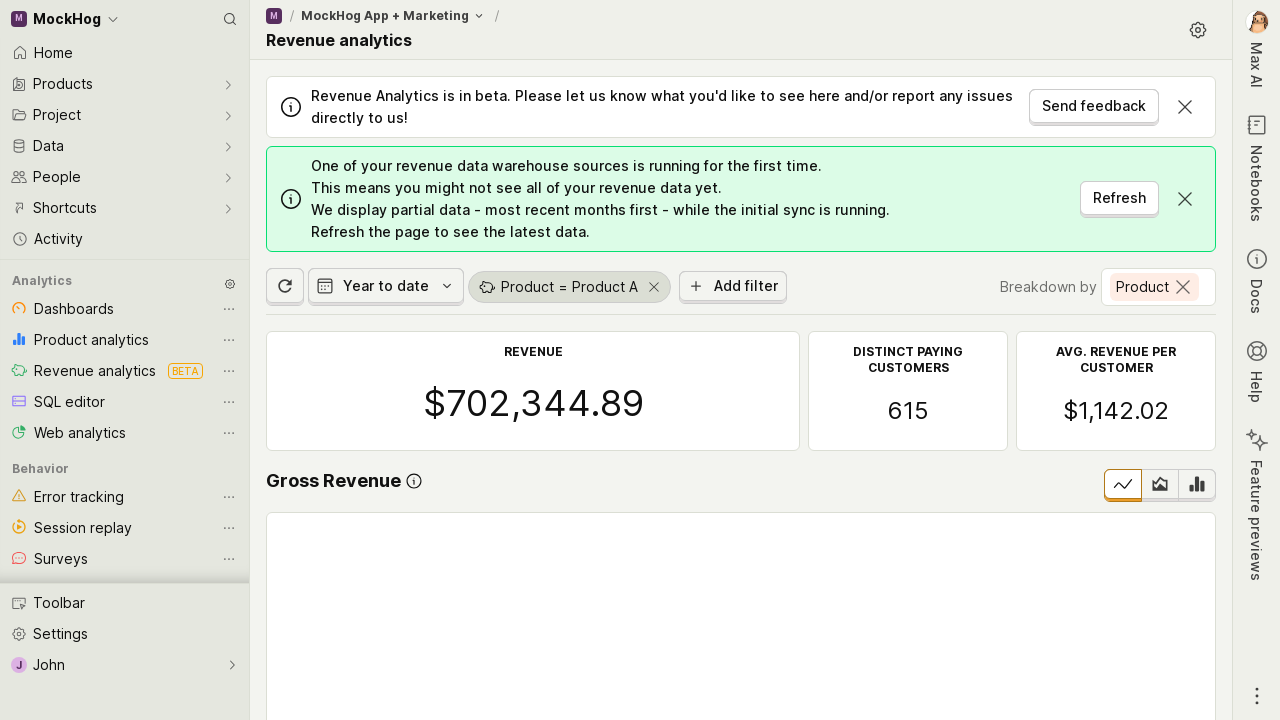 M MockHog
Home
Products
Project
Data
People
Shortcuts
Activity
Analytics
Dashboards
Product analytics
Revenue analytics BETA
SQL editor
Web analytics
Behavior
Error tracking
Session replay
Surveys
Toolbar
Settings
J John
M / MockHog App + Marketing /
Revenue analytics
Revenue Analytics is in beta. Please let us know what you'd like to see here and/or report any issues
directly to us!
Send feedback
One of your revenue data warehouse sources is running for the first time.
This means you might not see all of your revenue data yet.
We display partial data - most recent months first - while the initial sync is running.
Refresh the page to see the latest data.
Refresh
Year to date
Product = Product A
Add filter
Breakdown by Product
REVENUE
$702,344.89
DISTINCT PAYING
CUSTOMERS
615
AVG. REVENUE PER
CUSTOMER
$1,142.02
Gross Revenue
Max AI
Notebooks
Docs
Help
Feature previews